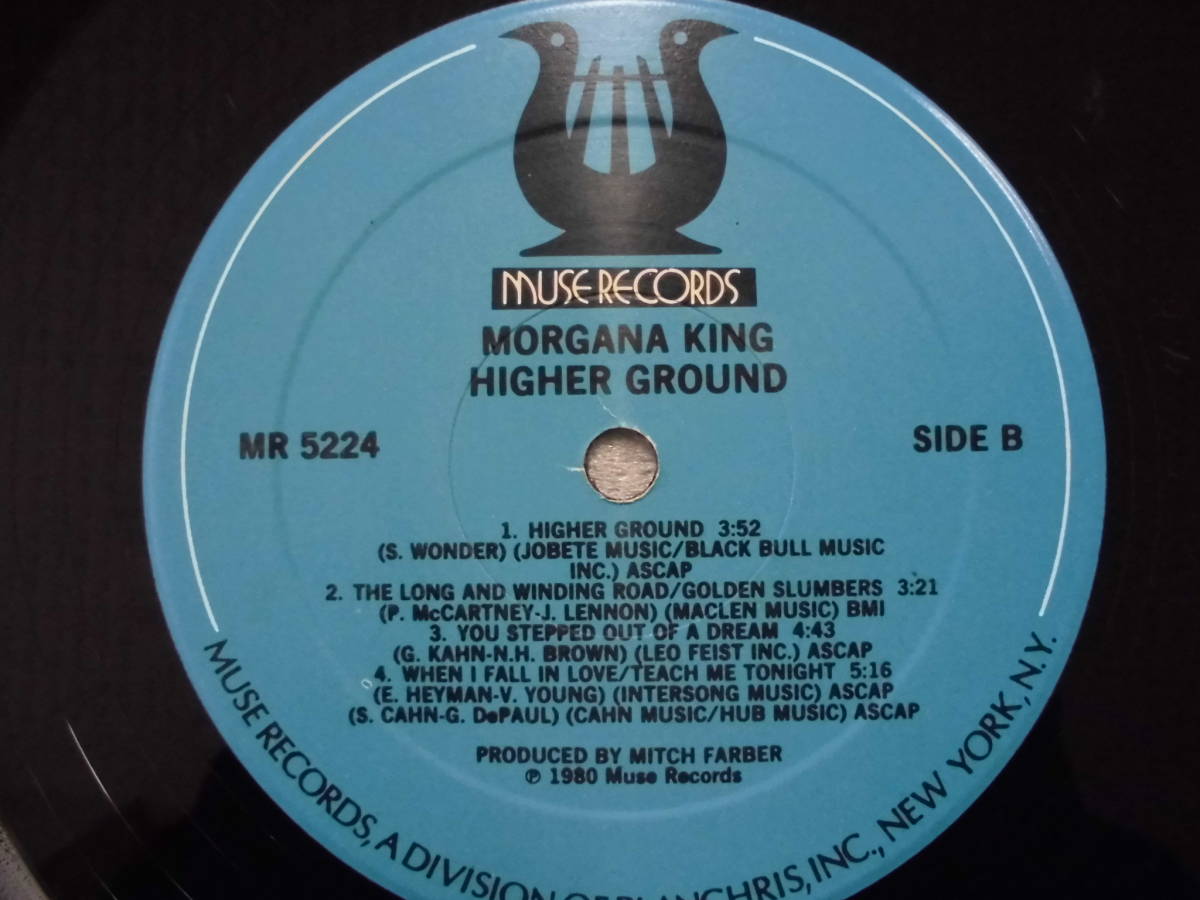 MUSE RECORDS
MORGANA KING
HIGHER GROUND
MR 5224
SIDE B
1. HIGHER GROUND 3:52
(S. WONDER) (JOBETE MUSIC/BLACK BULL MUSIC
INC.) ASCAP
2. THE LONG AND WINDING ROAD/GOLDEN SLUMBERS 3:21
(P. McCARTNEY-J. LENNON) (MACLEN MUSIC) BMI
3. YOU STEPPED OUT OF A DREAM 4:43
(G. KAHN-N.H. BROWN) (LEO FEIST INC.) ASCAP
4. WHEN I FALL IN LOVE/TEACH ME TONIGHT 5:16
(E. HEYMAN-V. YOUNG) (INTERSONG MUSIC) ASCAP
(S. CAHN-G. DePAUL) (CAHN MUSIC/HUB MUSIC) ASCAP
PRODUCED BY MITCH FARBER
℗ 1980 Muse Records
MUSE RECORDS, A DIVISION OF BLANCHRIS, INC., NEW YORK, N.Y.